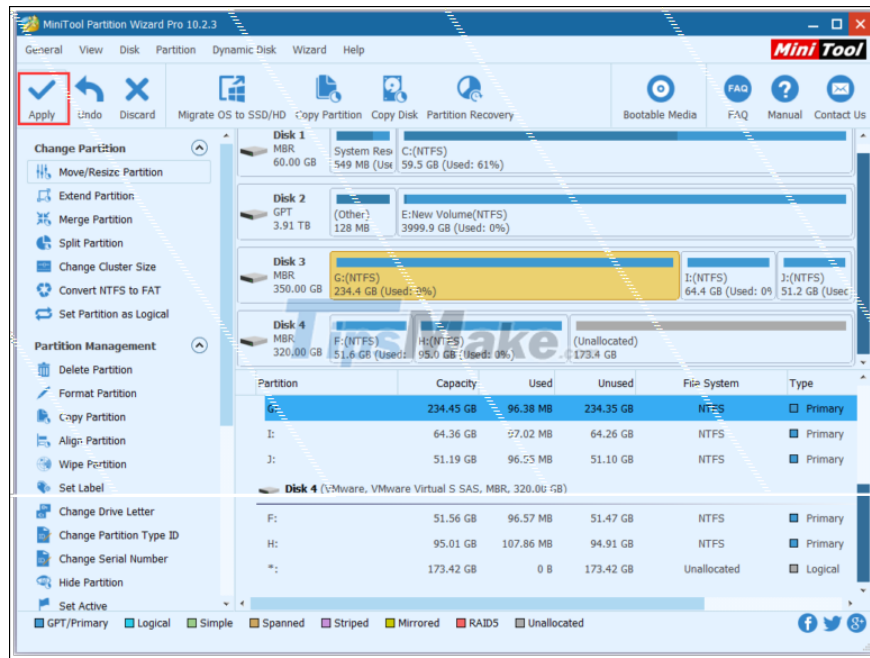 MiniTool Partition Wizard Pro 10.2.3
General View Disk Partition Dynamic Disk Wizard Help
Mini Tool
Apply Undo Discard Migrate OS to SSD/HD Copy Partition Copy Disk Partition Recovery Bootable Media FAQ Manual Contact Us
FAQ
Change Partition
Move/Resize Partition
Extend Partition
Merge Partition
Split Partition
Change Cluster Size
Convert NTFS to FAT
Set Partition as Logical
Partition Management
Delete Partition
Format Partition
Copy Partition
Align Partition
Wipe Partition
Set Label
Change Drive Letter
Change Partition Type ID
Change Serial Number
Hide Partition
Set Active
Disk 1
MBR System Res C:(NTFS)
60.00 GB 549 MB (Use 59.5 GB (Used: 61%)
Disk 2
GPT (Other) E:New Volume(NTFS)
3.91 TB 128 MB 3999.9 GB (Used: 0%)
Disk 3
MBR G:(NTFS) I:(NTFS) J:(NTFS)
350.00 GB 234.4 GB (Used: 0%) 64.4 GB (Used: 0% 51.2 GB (Usec
Disk 4
MBR F:(NTFS) H:(NTFS) (Unallocated)
320.00 GB 51.6 GB (Used: 95.0 GB (Used: 0%) 173.4 GB
TipsMake.com
Partition Capacity Used Unused File System Type
G: 234.45 GB 96.38 MB 234.35 GB NTFS Primary
I: 64.36 GB 97.02 MB 64.26 GB NTFS Primary
J: 51.19 GB 96.55 MB 51.10 GB NTFS Primary
Disk 4 (VMware, VMware Virtual S SAS, MBR, 320.00 GB)
F: 51.56 GB 96.57 MB 51.47 GB NTFS Primary
H: 95.01 GB 107.86 MB 94.91 GB NTFS Primary
*: 173.42 GB 0 B 173.42 GB Unallocated Logical
GPT/Primary Logical Simple Spanned Striped Mirrored RAID5 Unallocated